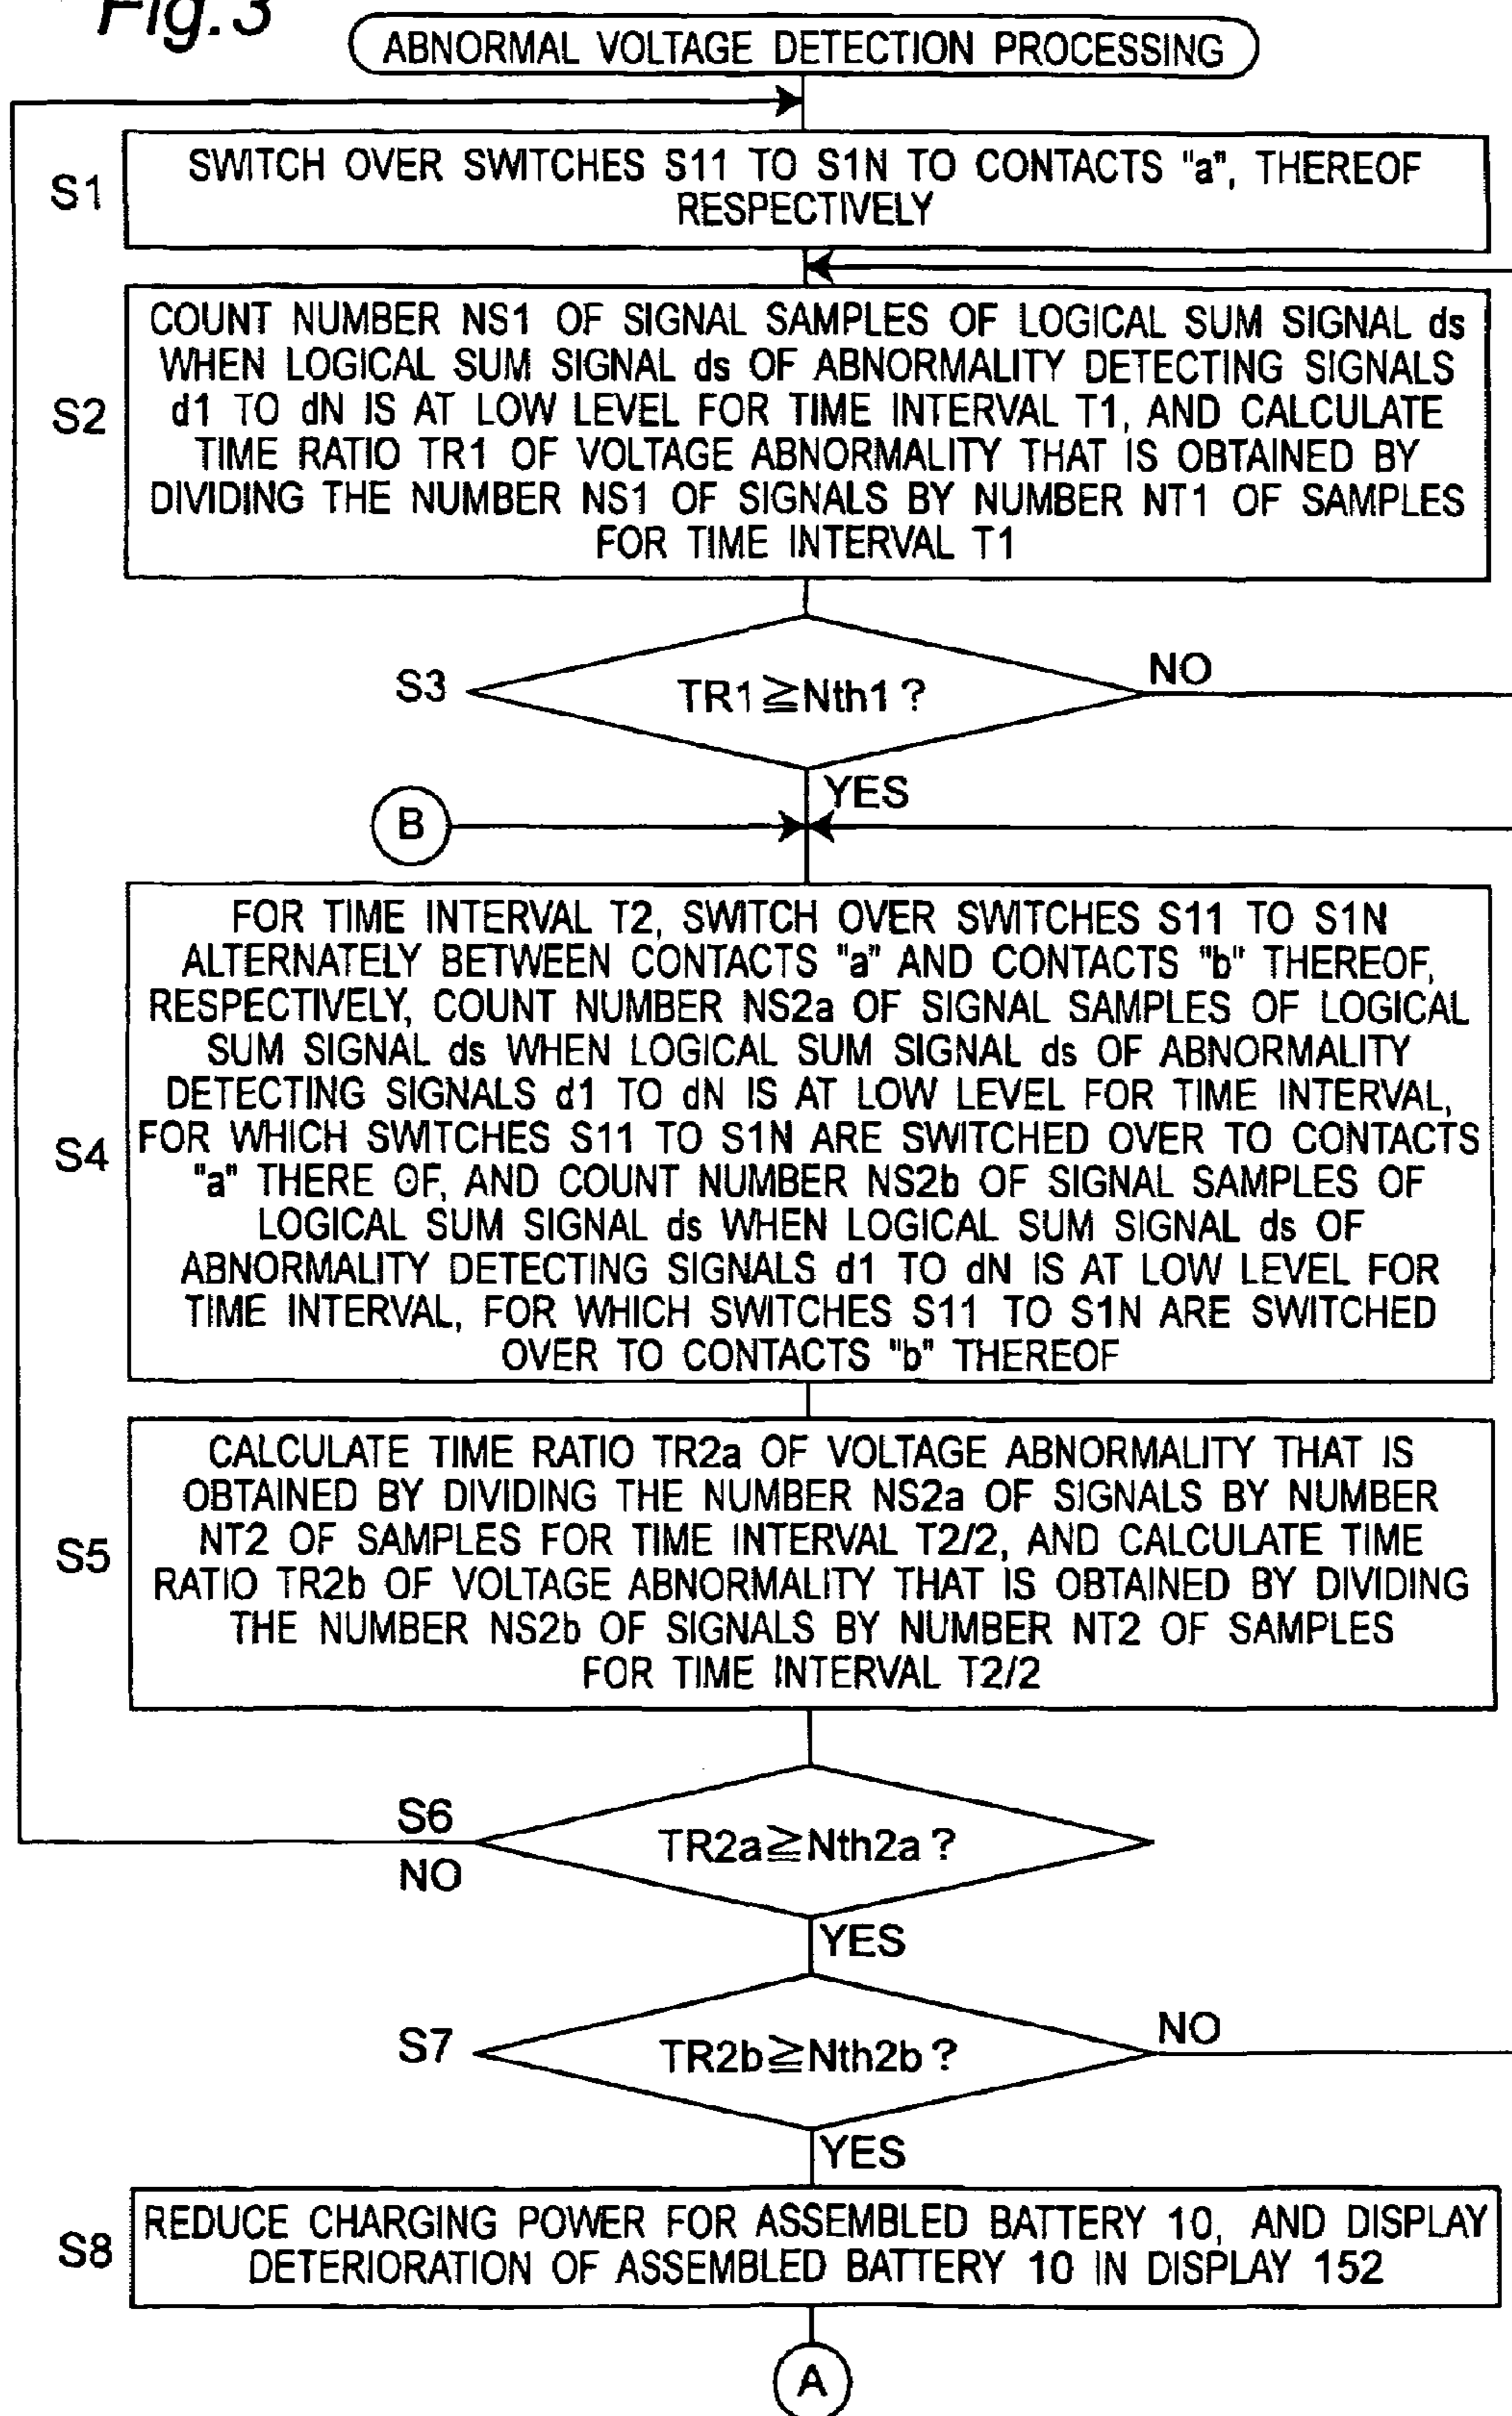 Fig. 3
ABNORMAL VOLTAGE DETECTION PROCESSING
S1
SWITCH OVER SWITCHES S11 TO S1N TO CONTACTS "a", THEREOF
RESPECTIVELY
S2
COUNT NUMBER NS1 OF SIGNAL SAMPLES OF LOGICAL SUM SIGNAL ds
WHEN LOGICAL SUM SIGNAL ds OF ABNORMALITY DETECTING SIGNALS
d1 TO dN IS AT LOW LEVEL FOR TIME INTERVAL T1, AND CALCULATE
TIME RATIO TR1 OF VOLTAGE ABNORMALITY THAT IS OBTAINED BY
DIVIDING THE NUMBER NS1 OF SIGNALS BY NUMBER NT1 OF SAMPLES
FOR TIME INTERVAL T1
S3
TR1≧Nth1 ?
NO
YES
B
S4
FOR TIME INTERVAL T2, SWITCH OVER SWITCHES S11 TO S1N
ALTERNATELY BETWEEN CONTACTS "a" AND CONTACTS "b" THEREOF,
RESPECTIVELY, COUNT NUMBER NS2a OF SIGNAL SAMPLES OF LOGICAL
SUM SIGNAL ds WHEN LOGICAL SUM SIGNAL ds OF ABNORMALITY
DETECTING SIGNALS d1 TO dN IS AT LOW LEVEL FOR TIME INTERVAL,
FOR WHICH SWITCHES S11 TO S1N ARE SWITCHED OVER TO CONTACTS
"a" THERE OF, AND COUNT NUMBER NS2b OF SIGNAL SAMPLES OF
LOGICAL SUM SIGNAL ds WHEN LOGICAL SUM SIGNAL ds OF
ABNORMALITY DETECTING SIGNALS d1 TO dN IS AT LOW LEVEL FOR
TIME INTERVAL, FOR WHICH SWITCHES S11 TO S1N ARE SWITCHED
OVER TO CONTACTS "b" THEREOF
S5
CALCULATE TIME RATIO TR2a OF VOLTAGE ABNORMALITY THAT IS
OBTAINED BY DIVIDING THE NUMBER NS2a OF SIGNALS BY NUMBER
NT2 OF SAMPLES FOR TIME INTERVAL T2/2, AND CALCULATE TIME
RATIO TR2b OF VOLTAGE ABNORMALITY THAT IS OBTAINED BY DIVIDING
THE NUMBER NS2b OF SIGNALS BY NUMBER NT2 OF SAMPLES
FOR TIME INTERVAL T2/2
S6
TR2a≧Nth2a ?
NO
YES
S7
TR2b≧Nth2b ?
NO
YES
S8
REDUCE CHARGING POWER FOR ASSEMBLED BATTERY 10, AND DISPLAY
DETERIORATION OF ASSEMBLED BATTERY 10 IN DISPLAY 152
A